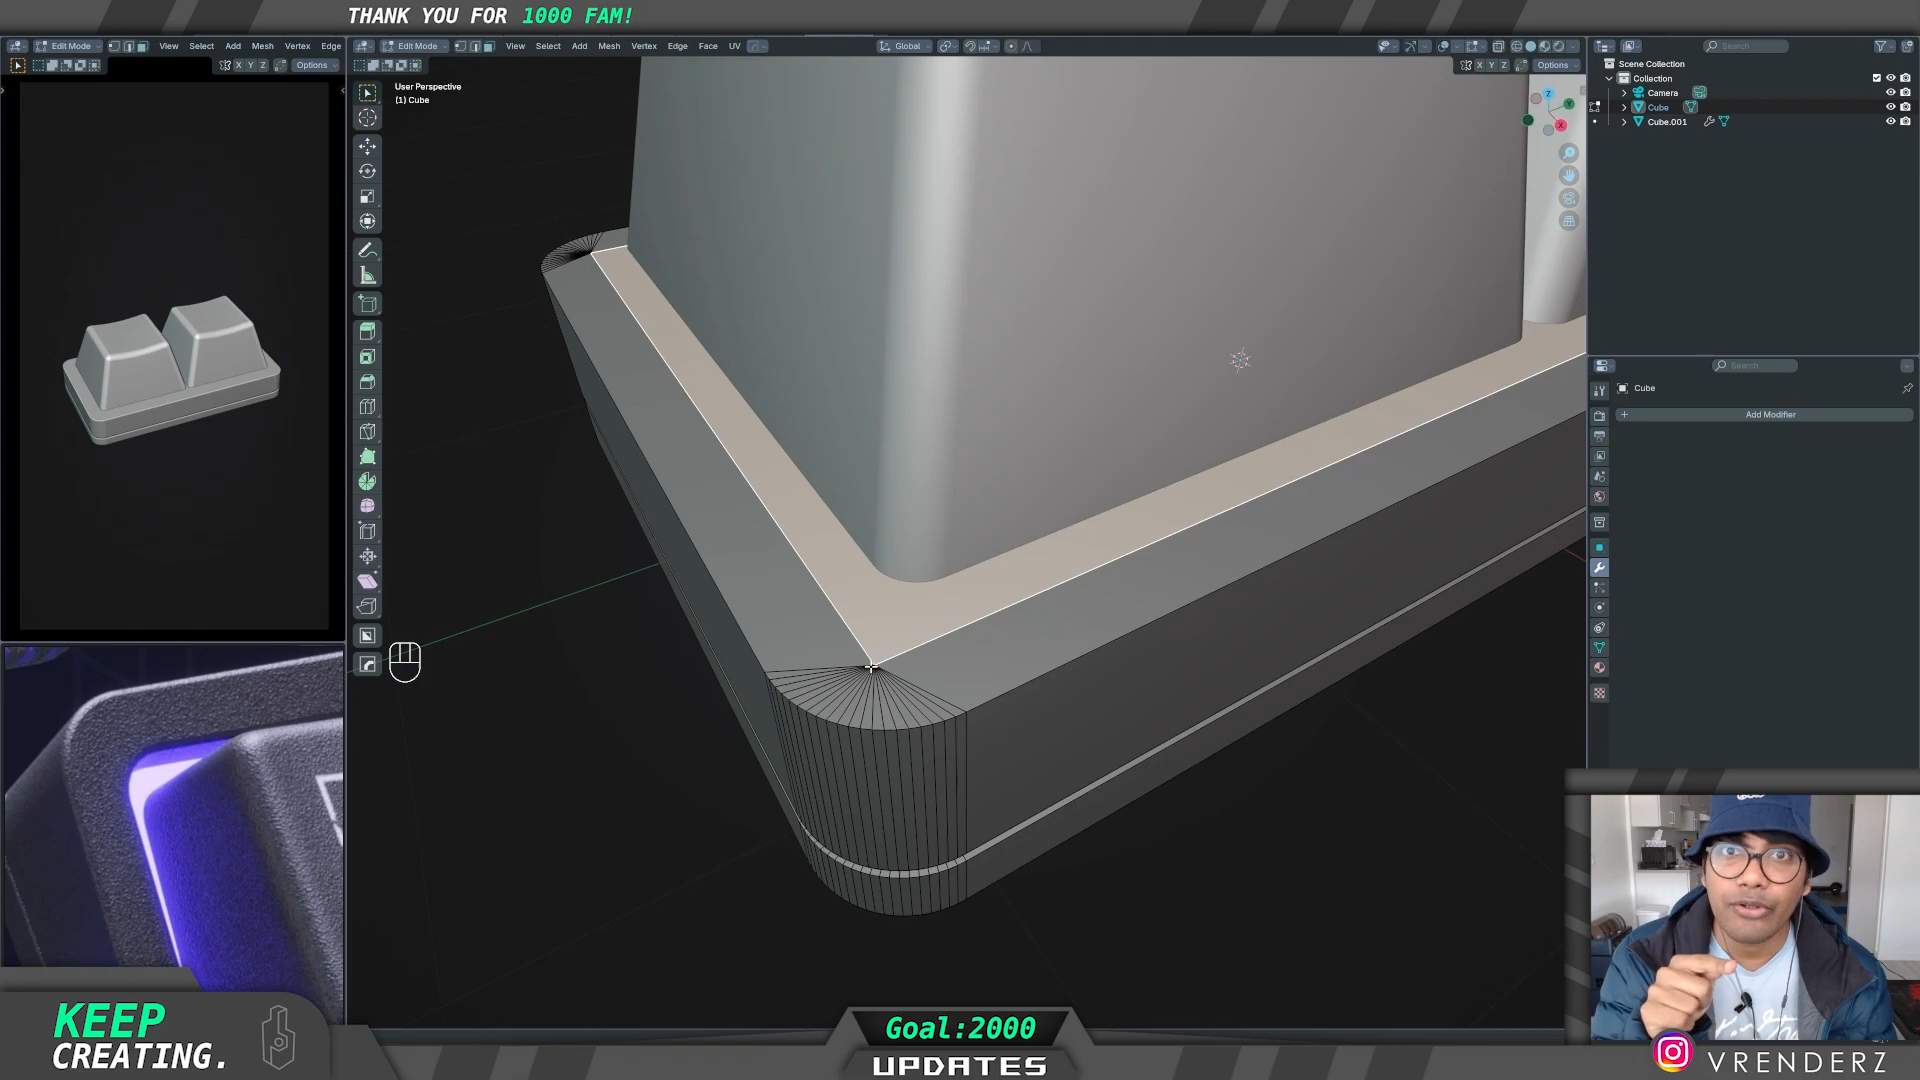 THANK YOU FOR 1000 FAM!
Edit Mode View Select Add Mesh Vertex Edge
X Y Z Options
Edit Mode View Select Add Mesh Vertex Edge Face UV
Global
X Y Z Options
User Perspective
(1) Cube
Z
Y
X
Search
Scene Collection
Collection
Camera
Cube
Cube.001
Search
Cube
+ Add Modifier
KEEP
CREATING.
Goal:2000
UPDATES
VRENDERZ